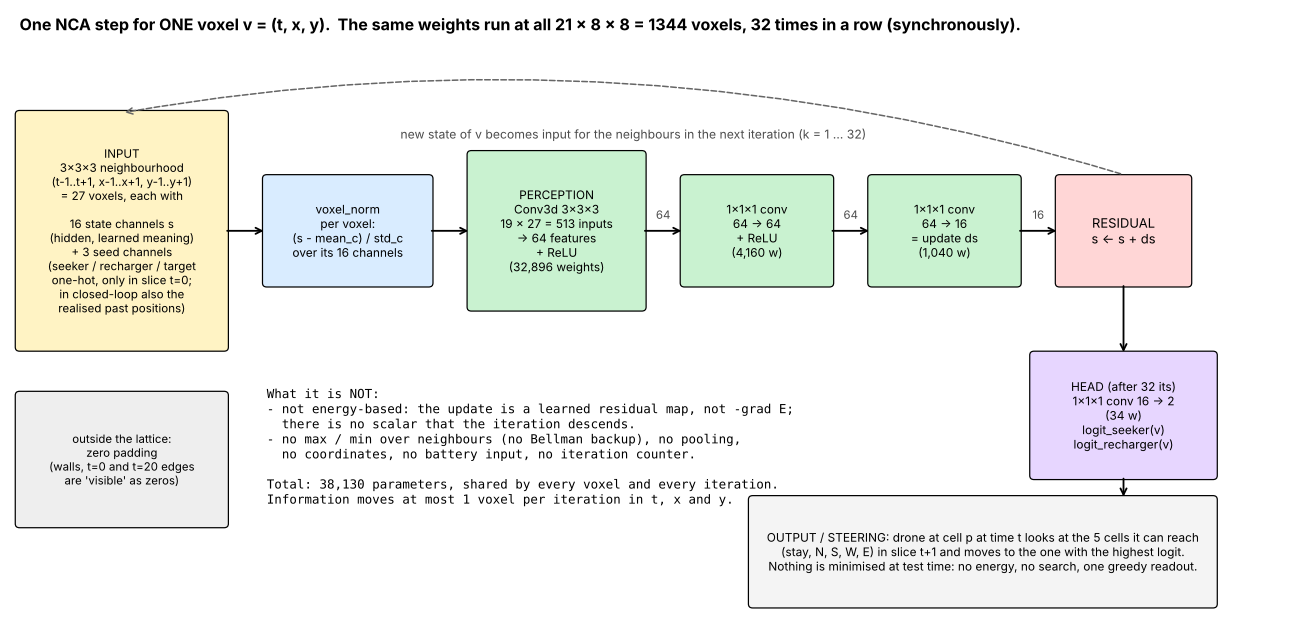 One NCA step for ONE voxel v = (t, x, y). The same weights run at all 21 × 8 × 8 = 1344 voxels, 32 times in a row (synchronously).
new state of v becomes input for the neighbours in the next iteration (k = 1 ... 32)
INPUT
3×3×3 neighbourhood
(t-1..t+1, x-1..x+1, y-1..y+1)
= 27 voxels, each with
16 state channels s
(hidden, learned meaning)
+ 3 seed channels
(seeker / recharger / target
one-hot, only in slice t=0;
in closed-loop also the
realised past positions)
voxel_norm
per voxel:
(s - mean_c) / std_c
over its 16 channels
PERCEPTION
Conv3d 3×3×3
19 × 27 = 513 inputs
→ 64 features
+ ReLU
(32,896 weights)
64
1×1×1 conv
64 → 64
+ ReLU
(4,160 w)
64
1×1×1 conv
64 → 16
= update ds
(1,040 w)
16
RESIDUAL
s ← s + ds
HEAD (after 32 its)
1×1×1 conv 16 → 2
(34 w)
logit_seeker(v)
logit_recharger(v)
outside the lattice:
zero padding
(walls, t=0 and t=20 edges
are 'visible' as zeros)
What it is NOT:
- not energy-based: the update is a learned residual map, not -grad E;
there is no scalar that the iteration descends.
- no max / min over neighbours (no Bellman backup), no pooling,
no coordinates, no battery input, no iteration counter.
Total: 38,130 parameters, shared by every voxel and every iteration.
Information moves at most 1 voxel per iteration in t, x and y.
OUTPUT / STEERING: drone at cell p at time t looks at the 5 cells it can reach
(stay, N, S, W, E) in slice t+1 and moves to the one with the highest logit.
Nothing is minimised at test time: no energy, no search, one greedy readout.